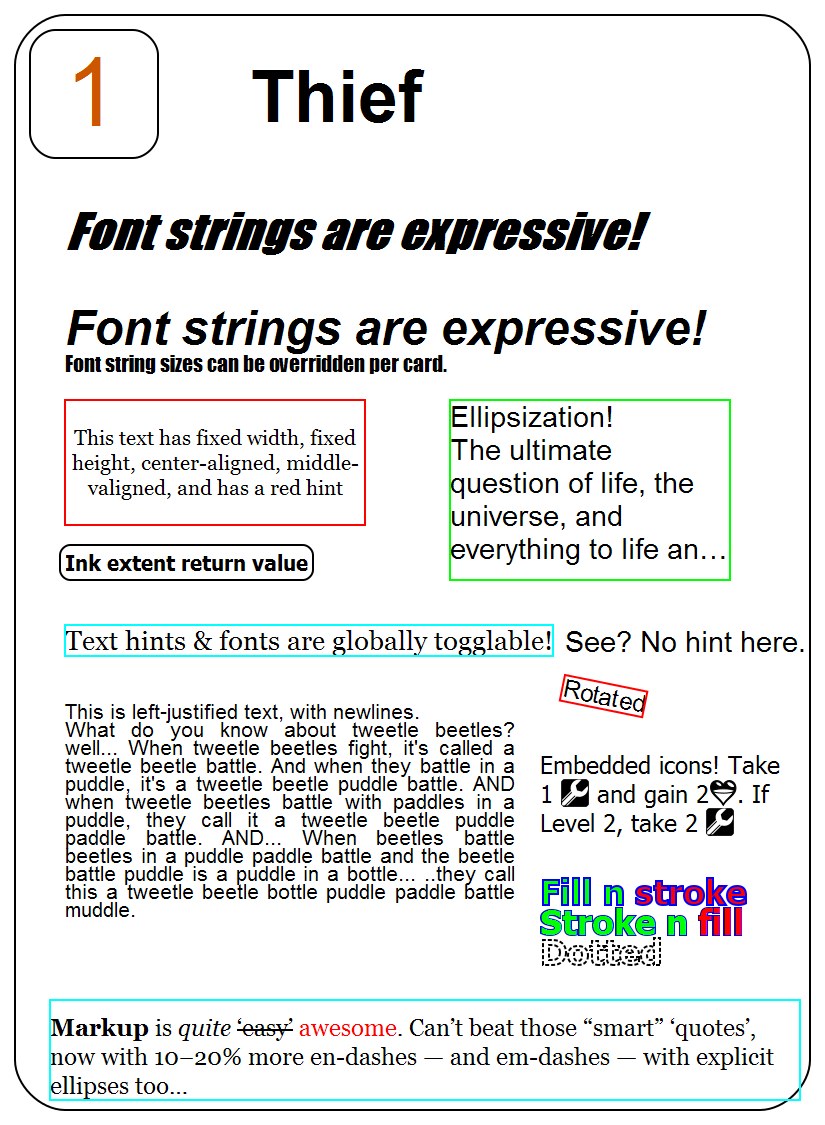 1
Thief
Font strings are expressive!
Font strings are expressive!
Font string sizes can be overridden per card.
This text has fixed width, fixed
height, center-aligned, middle-
valigned, and has a red hint
Ellipsization!
The ultimate
question of life, the
universe, and
everything to life an…
Ink extent return value
Text hints & fonts are globally togglable!
See? No hint here.
Rotated
This is left-justified text, with newlines.
What do you know about tweetle beetles?
well... When tweetle beetles fight, it's called a
tweetle beetle battle. And when they battle in a
puddle, it's a tweetle beetle puddle battle. AND
when tweetle beetles battle with paddles in a
puddle, they call it a tweetle beetle puddle
paddle battle. AND... When beetles battle
beetles in a puddle paddle battle and the beetle
battle puddle is a puddle in a bottle... ..they call
this a tweetle beetle bottle puddle paddle battle
muddle.
Embedded icons! Take
1 and gain 2. If
Level 2, take 2
Fill n stroke
Stroke n fill
Dotted
Markup is quite ‘easy’ awesome. Can’t beat those “smart” ‘quotes’,
now with 10–20% more en-dashes — and em-dashes — with explicit
ellipses too…